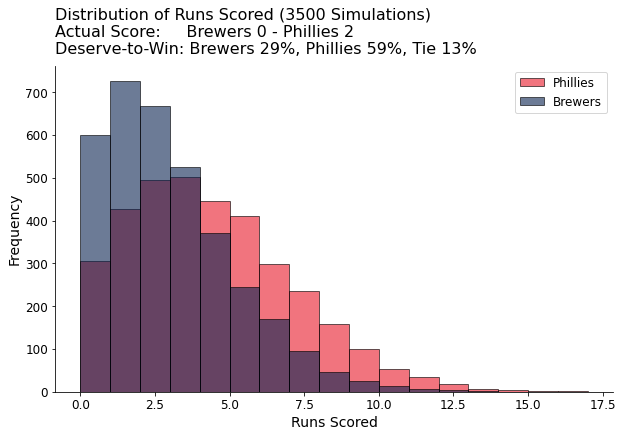 Distribution of Runs Scored (3500 Simulations)
Actual Score:     Brewers 0 - Phillies 2
Deserve-to-Win: Brewers 29%, Phillies 59%, Tie 13%
Phillies
Brewers
700
600
500
400
300
200
100
0
Frequency
0.0 2.5 5.0 7.5 10.0 12.5 15.0 17.5
Runs Scored